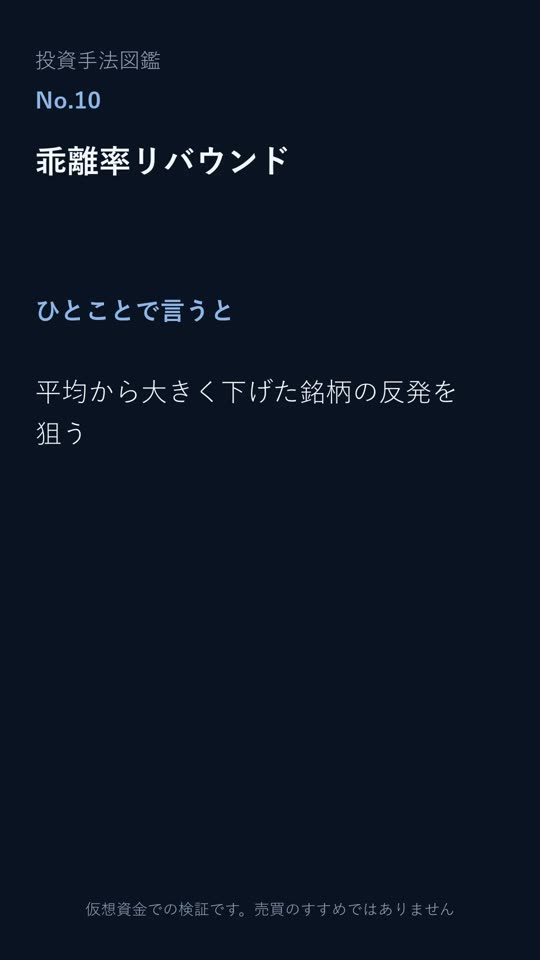 投資手法図鑑
No.10
乖離率リバウンド
ひとことで言うと
平均から大きく下げた銘柄の反発を
狙う
仮想資金での検証です。売買のすすめではありません